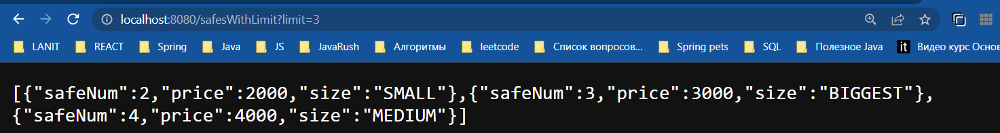 localhost:8080/safesWithLimit?limit=3
LANIT REACT Spring Java JS JavaRush Алгоритмы leetcode Список вопросов... Spring pets SQL Полезное Java it Видео курс Осно
[{"safeNum":2,"price":2000,"size":"SMALL"},{"safeNum":3,"price":3000,"size":"BIGGEST"},
{"safeNum":4,"price":4000,"size":"MEDIUM"}]